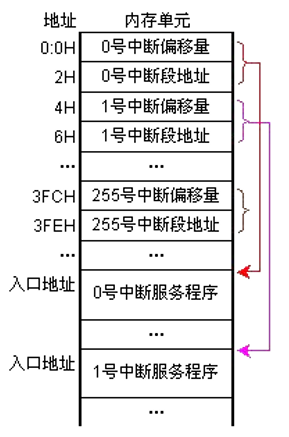 地址 内存单元
0:0H 0号中断偏移量
2H 0号中断段地址
4H 1号中断偏移量
6H 1号中断段地址
... ...
3FCH 255号中断偏移量
3FEH 255号中断段地址
... ...
入口地址
0号中断服务程序
...
入口地址
1号中断服务程序
...